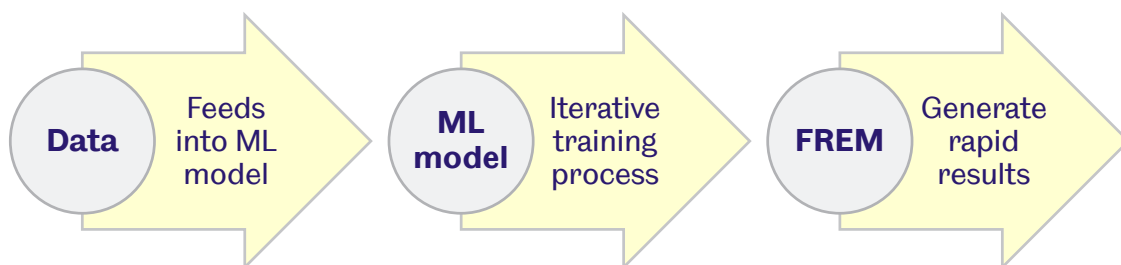 Data
Feeds
into ML
model
ML
model
Iterative
training
process
FREM
Generate
rapid
results